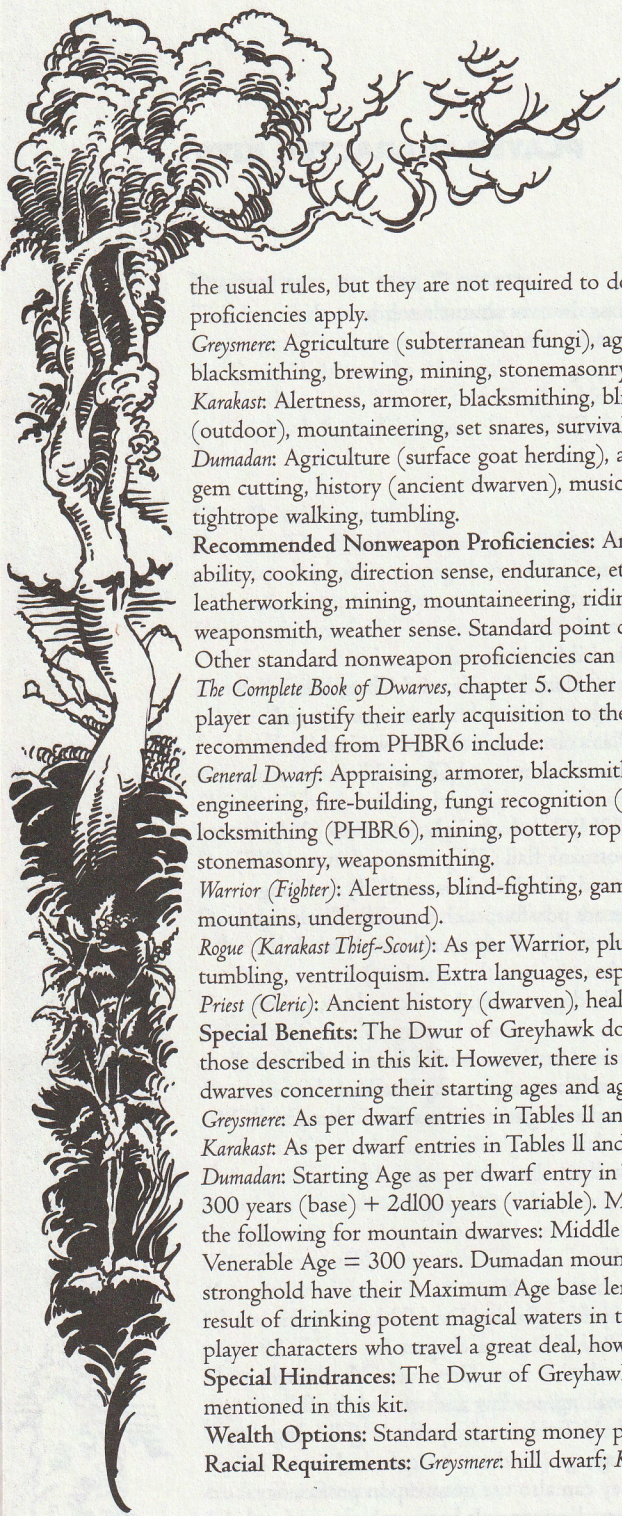 the usual rules, but they are not required to do
proficiencies apply.
Greysmere: Agriculture (subterranean fungi), ag
blacksmithing, brewing, mining, stonemasonry
Karakast: Alertness, armorer, blacksmithing, bli
(outdoor), mountaineering, set snares, survival
Dumadan: Agriculture (surface goat herding), a
gem cutting, history (ancient dwarven), music
tightrope walking, tumbling.
Recommended Nonweapon Proficiencies: Ar
ability, cooking, direction sense, endurance, et
leatherworking, mining, mountaineering, ridin
weaponsmith, weather sense. Standard point c
Other standard nonweapon proficiencies can
The Complete Book of Dwarves, chapter 5. Other
player can justify their early acquisition to the
recommended from PHBR6 include:
General Dwarf: Appraising, armorer, blacksmith
engineering, fire-building, fungi recognition (
locksmithing (PHBR6), mining, pottery, rop
stonemasonry, weaponsmithing.
Warrior (Fighter): Alertness, blind-fighting, gam
mountains, underground).
Rogue (Karakast Thief-Scout): As per Warrior, plu
tumbling, ventriloquism. Extra languages, esp
Priest (Cleric): Ancient history (dwarven), heal
Special Benefits: The Dwur of Greyhawk do
those described in this kit. However, there is
dwarves concerning their starting ages and ag
Greysmere: As per dwarf entries in Tables 11 an
Karakast: As per dwarf entries in Tables 11 and
Dumadan: Starting Age as per dwarf entry in T
300 years (base) + 2d100 years (variable). M
the following for mountain dwarves: Middle
Venerable Age = 300 years. Dumadan moun
stronghold have their Maximum Age base len
result of drinking potent magical waters in t
player characters who travel a great deal, how
Special Hindrances: The Dwur of Greyhawk
mentioned in this kit.
Wealth Options: Standard starting money p
Racial Requirements: Greysmere: hill dwarf; K